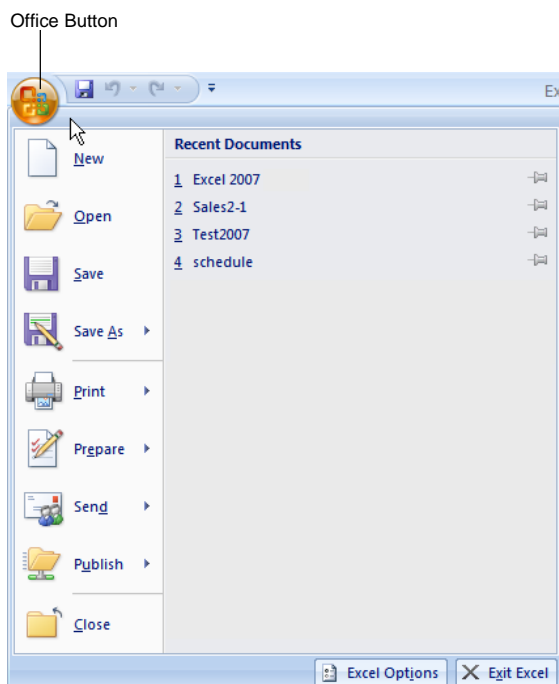 Office Button
Ex
New
Open
Save
Save As
Print
Prepare
Send
Publish
Close
Recent Documents
1 Excel 2007
2 Sales2-1
3 Test2007
4 schedule
Excel Options
Exit Excel